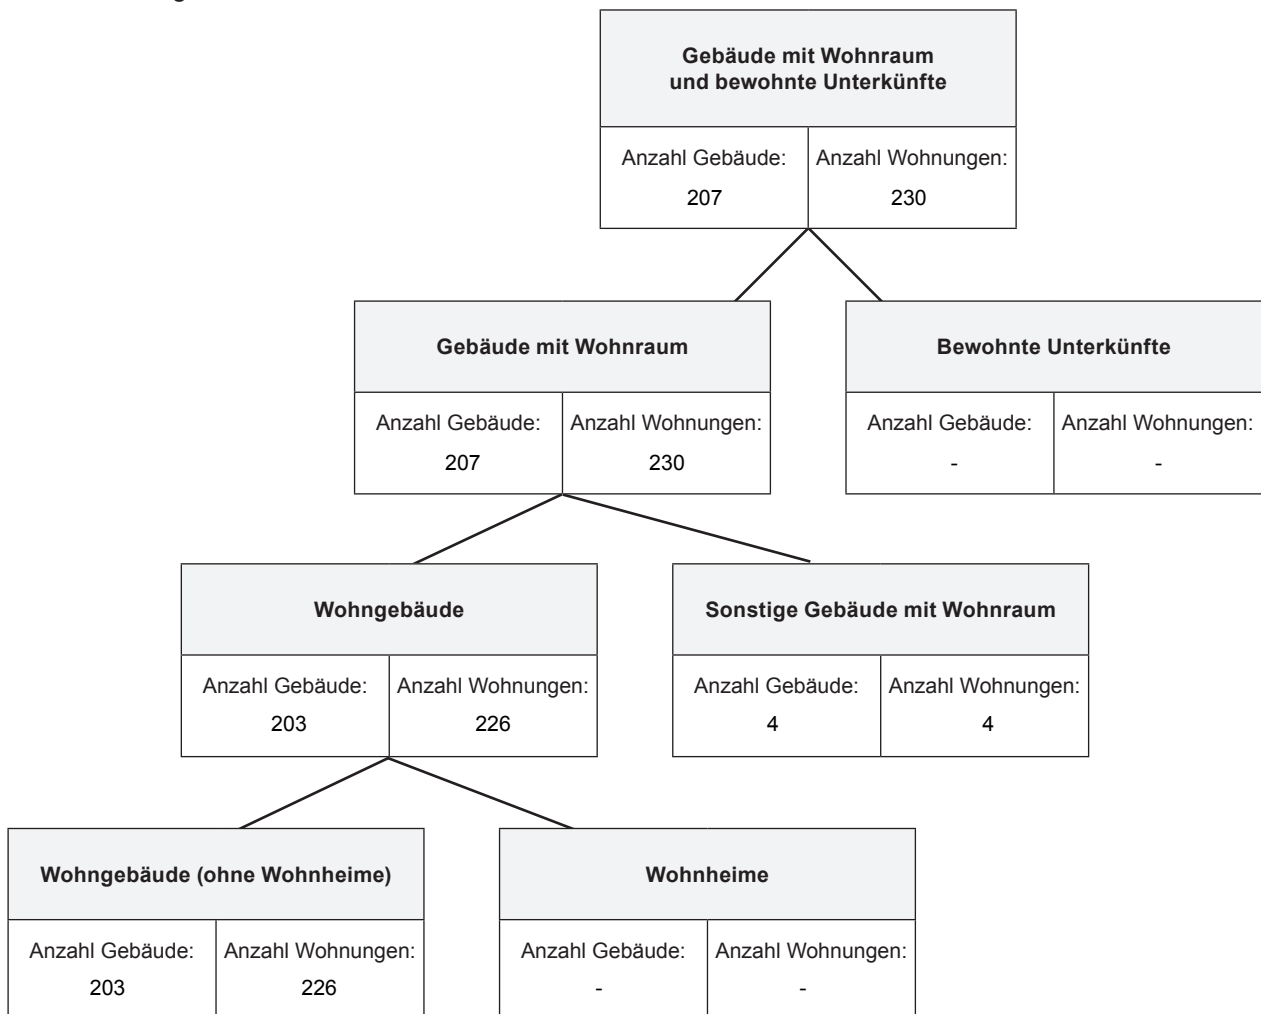 Gebäude mit Wohnraum
und bewohnte Unterkünfte
Anzahl Gebäude: Anzahl Wohnungen:
207 230
Gebäude mit Wohnraum
Bewohnte Unterkünfte
Anzahl Gebäude: Anzahl Wohnungen:
207 230
Anzahl Gebäude: Anzahl Wohnungen:
- -
Wohngebäude
Sonstige Gebäude mit Wohnraum
Anzahl Gebäude: Anzahl Wohnungen:
203 226
Anzahl Gebäude: Anzahl Wohnungen:
4 4
Wohngebäude (ohne Wohnheime)
Wohnheime
Anzahl Gebäude: Anzahl Wohnungen:
203 226
Anzahl Gebäude: Anzahl Wohnungen:
- -